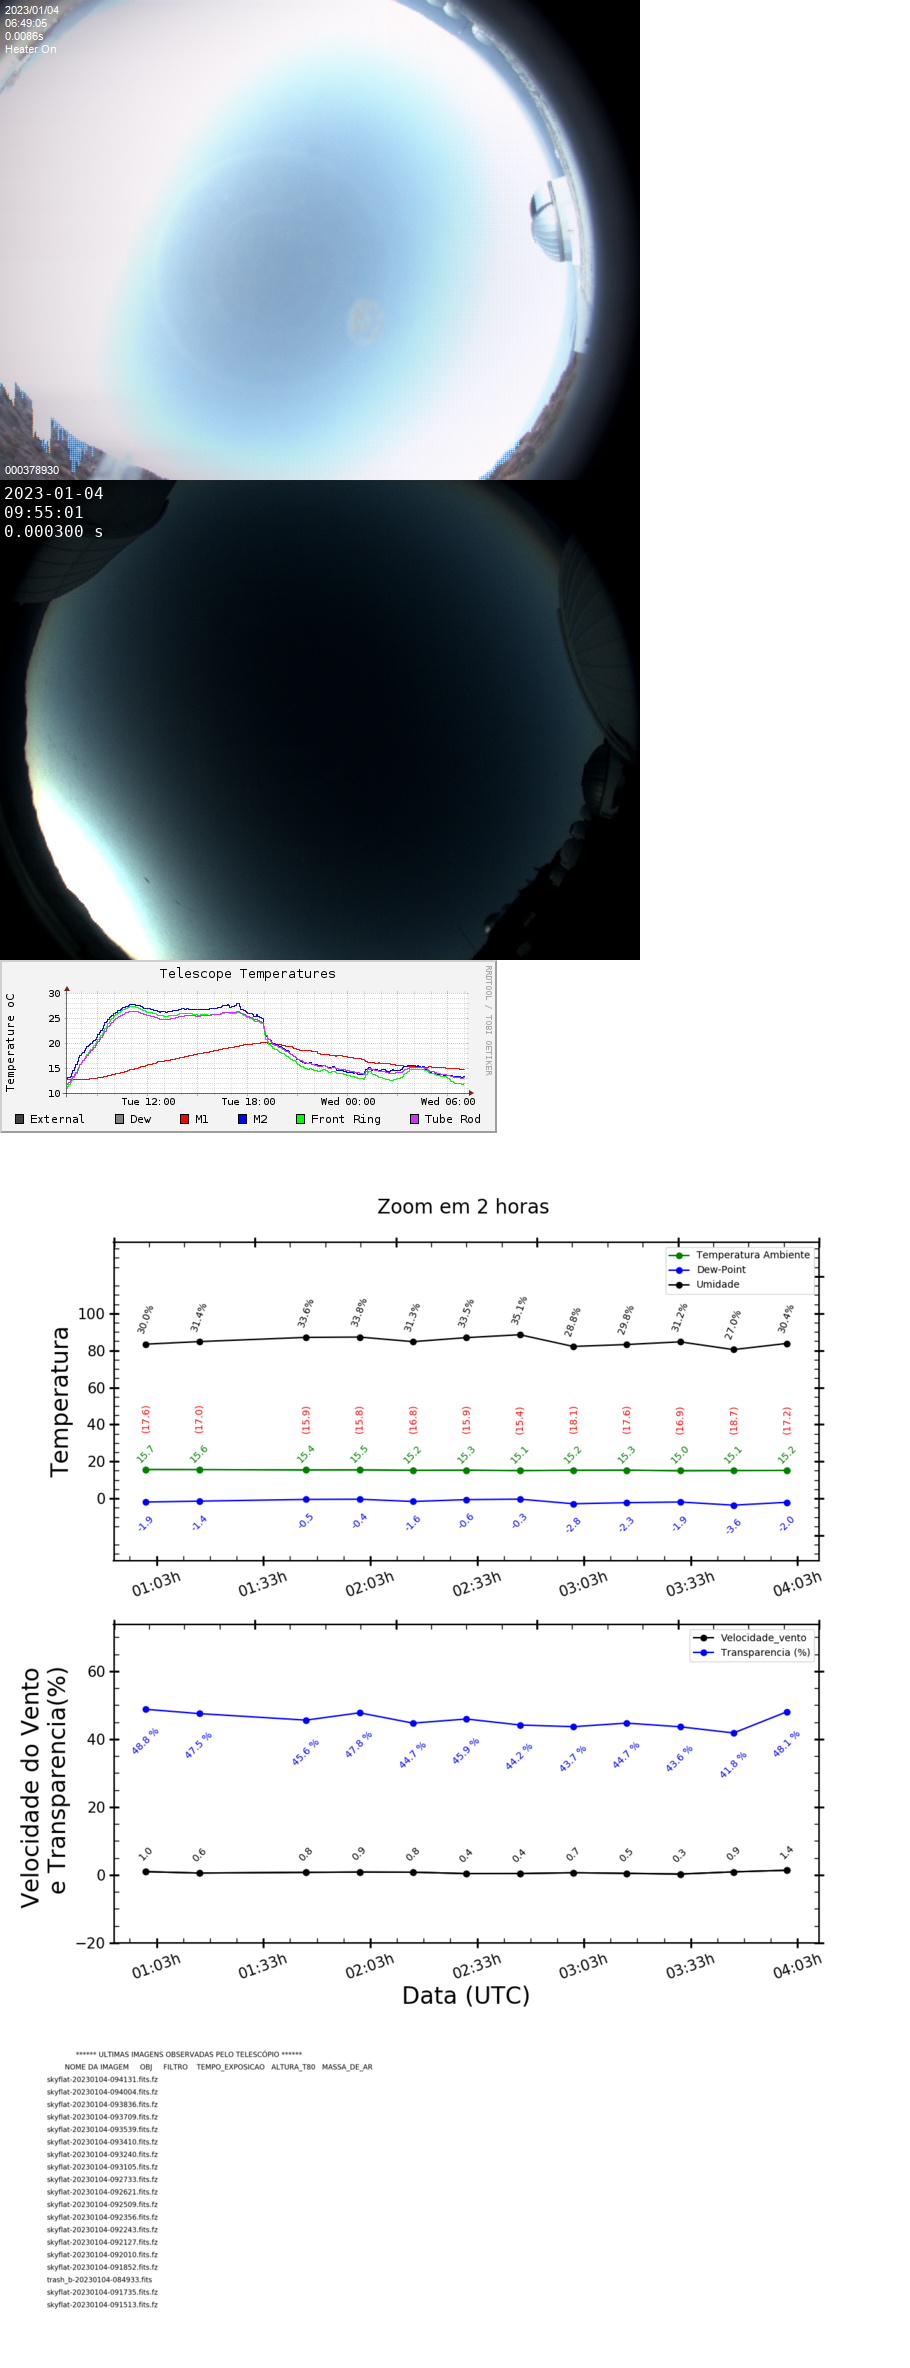 2023/01/04
06:49:05
0.0086s
Heater On
000378930
2023-01-04
09:55:01
0.000300 s
Telescope Temperatures
RRDTOOL / TOBI OETIKER
Temperature oC
30
25
20
15
10
Tue 12:00 Tue 18:00 Wed 00:00 Wed 06:00
External Dew M1 M2 Front Ring Tube Rod
Zoom em 2 horas
Temperatura Ambiente
Dew-Point
Umidade
Temperatura
100
80
60
40
20
0
30.0% 31.4% 33.6% 33.8% 31.3% 33.5% 35.1% 28.8% 29.8% 31.2% 27.0% 30.4%
(17.6) (17.0) (15.9) (15.8) (16.8) (15.9) (15.4) (18.1) (17.6) (16.9) (18.7) (17.2)
15.7 15.6 15.4 15.5 15.2 15.3 15.1 15.2 15.3 15.0 15.1 15.2
-1.9 -1.4 -0.5 -0.4 -1.6 -0.6 -0.3 -2.8 -2.3 -1.9 -3.6 -2.0
01:03h 01:33h 02:03h 02:33h 03:03h 03:33h 04:03h
Velocidade_vento
Transparencia (%)
Velocidade do Vento
e Transparencia(%)
60
40
20
0
−20
48.8 % 47.5 % 45.6 % 47.8 % 44.7 % 45.9 % 44.2 % 43.7 % 44.7 % 43.6 % 41.8 % 48.1 %
1.0 0.6 0.8 0.9 0.8 0.4 0.4 0.7 0.5 0.3 0.9 1.4
01:03h 01:33h 02:03h 02:33h 03:03h 03:33h 04:03h
Data (UTC)
****** ULTIMAS IMAGENS OBSERVADAS PELO TELESCÓPIO ******
NOME DA IMAGEM OBJ FILTRO TEMPO_EXPOSICAO ALTURA_T80 MASSA_DE_AR
skyflat-20230104-094131.fits.fz
skyflat-20230104-094004.fits.fz
skyflat-20230104-093836.fits.fz
skyflat-20230104-093709.fits.fz
skyflat-20230104-093539.fits.fz
skyflat-20230104-093410.fits.fz
skyflat-20230104-093240.fits.fz
skyflat-20230104-093105.fits.fz
skyflat-20230104-092733.fits.fz
skyflat-20230104-092621.fits.fz
skyflat-20230104-092509.fits.fz
skyflat-20230104-092356.fits.fz
skyflat-20230104-092243.fits.fz
skyflat-20230104-092127.fits.fz
skyflat-20230104-092010.fits.fz
skyflat-20230104-091852.fits.fz
trash_b-20230104-084933.fits
skyflat-20230104-091735.fits.fz
skyflat-20230104-091513.fits.fz